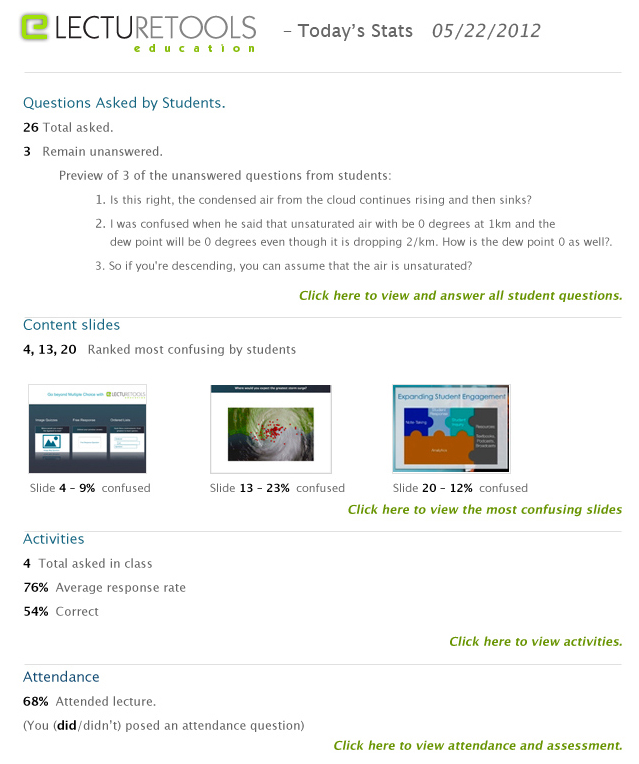 LECTURETOOLS
education
– Today's Stats 05/22/2012
Questions Asked by Students.
26 Total asked.
3 Remain unanswered.
Preview of 3 of the unanswered questions from students:
1. Is this right, the condensed air from the cloud continues rising and then sinks?
2. I was confused when he said that unsaturated air with be 0 degrees at 1km and the
dew point will be 0 degrees even though it is dropping 2/km. How is the dew point 0 as well?.
3. So if you're descending, you can assume that the air is unsaturated?
Click here to view and answer all student questions.
Content slides
4, 13, 20 Ranked most confusing by students
Go beyond Multiple Choice with LECTURETOOLS
Image Quizzes Free Response Ordered Lists
Where would you expect the greatest storm surge?
Expanding Student Engagement
Note Taking
Student Response
Student Inquiry
Resources
Textbooks, Podcasts, Broadcasts
Analytics
Slide 4 – 9% confused
Slide 13 – 23% confused
Slide 20 – 12% confused
Click here to view the most confusing slides
Activities
4 Total asked in class
76% Average response rate
54% Correct
Click here to view activities.
Attendance
68% Attended lecture.
(You (did/didn't) posed an attendance question)
Click here to view attendance and assessment.